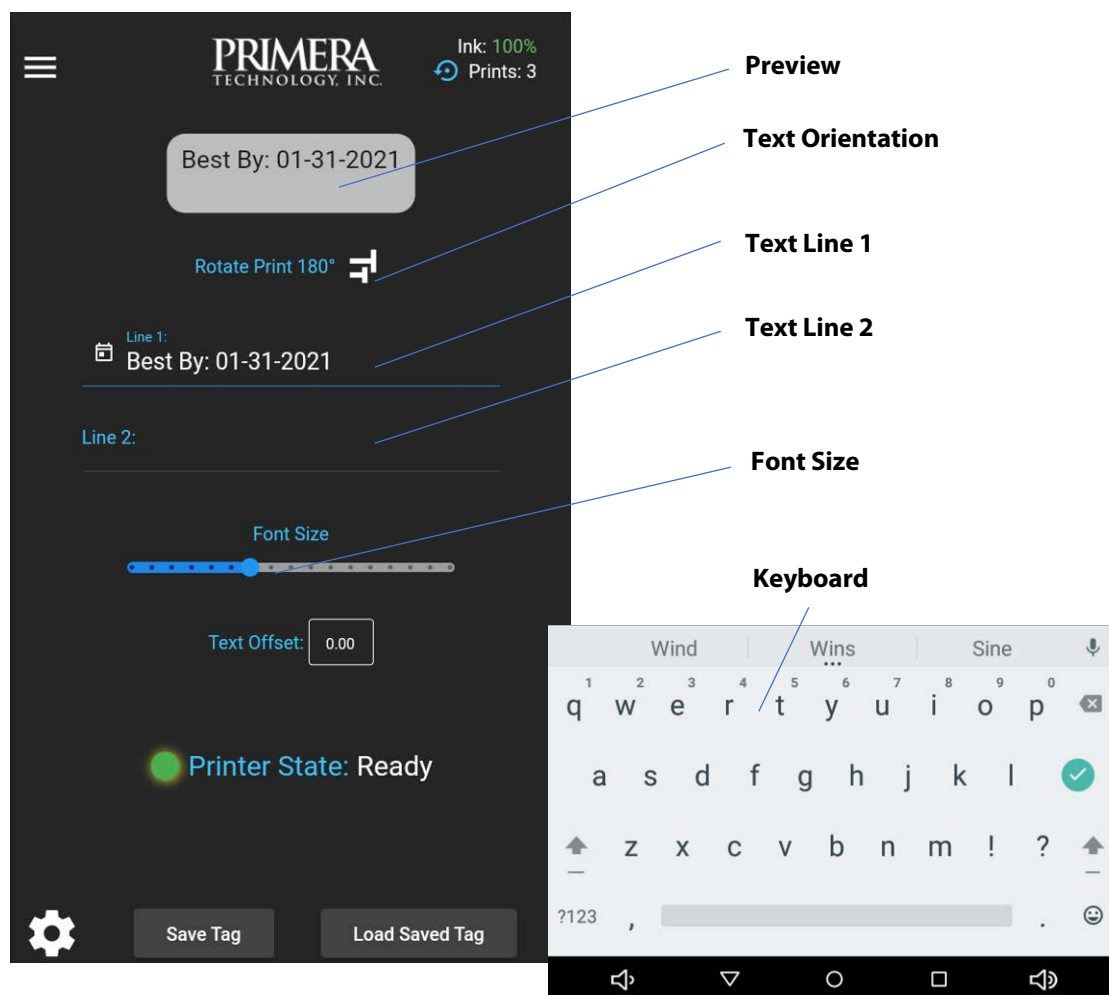 PRIMERA
TECHNOLOGY, INC.
Ink: 100%
Prints: 3
Best By: 01-31-2021
Rotate Print 180°
Line 1:
Best By: 01-31-2021
Line 2:
Font Size
Text Offset: 0.00
Printer State: Ready
Save Tag
Load Saved Tag
Preview
Text Orientation
Text Line 1
Text Line 2
Font Size
Keyboard
Wind Wins Sine
1 2 3 4 5 6 7 8 9 0
q w e r t y u i o p
a s d f g h j k l
z x c v b n m ! ?
?123 , .